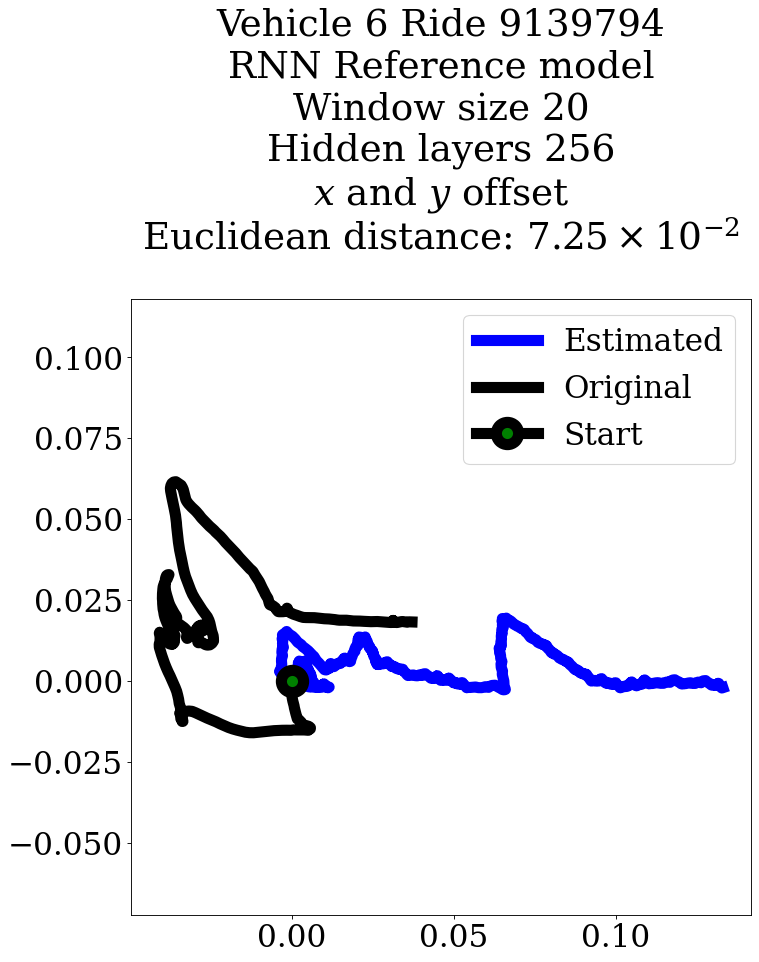 Vehicle 6 Ride 9139794
RNN Reference model
Window size 20
Hidden layers 256
x and y offset
Euclidean distance: 7.25 × 10⁻²
Estimated
Original
Start
0.100
0.075
0.050
0.025
0.000
−0.025
−0.050
0.00 0.05 0.10